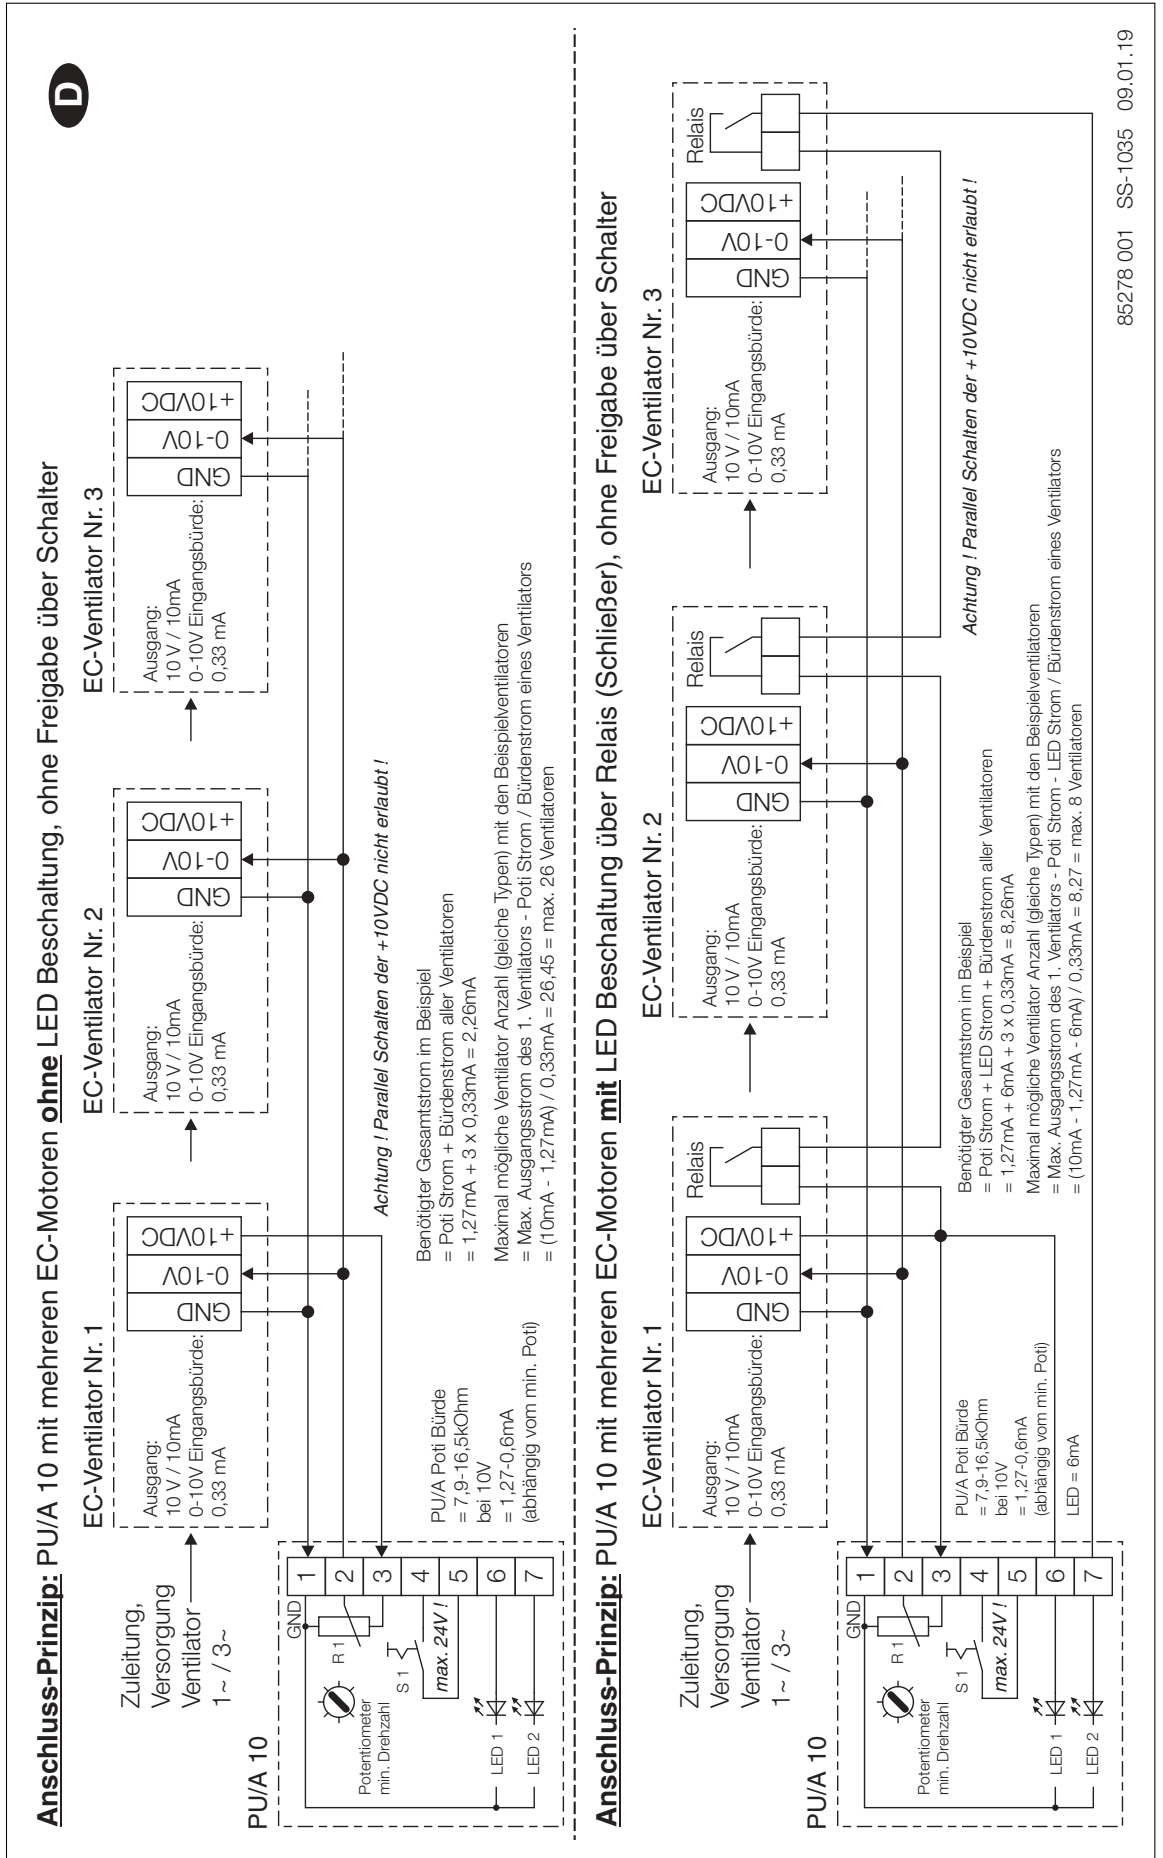 D
Anschluss-Prinzip: PU/A 10 mit mehreren EC-Motoren ohne LED Beschaltung, ohne Freigabe über Schalter
Zuleitung,
Versorgung
Ventilator
1~ / 3~
EC-Ventilator Nr. 1
Ausgang:
10 V / 10mA
0-10V Eingangsbürde:
0,33 mA
GND
0-10V
+10VDC
EC-Ventilator Nr. 2
Ausgang:
10 V / 10mA
0-10V Eingangsbürde:
0,33 mA
GND
0-10V
+10VDC
EC-Ventilator Nr. 3
Ausgang:
10 V / 10mA
0-10V Eingangsbürde:
0,33 mA
GND
0-10V
+10VDC
PU/A 10
Potentiometer
min. Drehzahl
R 1
S 1
max. 24V !
LED 1
LED 2
GND
1
2
3
4
5
6
7
PU/A Poti Bürde
= 7,9-16,5kOhm
bei 10V
= 1,27-0,6mA
(abhängig vom min. Poti)
Achtung ! Parallel Schalten der +10VDC nicht erlaubt !
Benötigter Gesamtstrom im Beispiel
= Poti Strom + Bürdenstrom aller Ventilatoren
= 1,27mA + 3 x 0,33mA = 2,26mA
Maximal mögliche Ventilator Anzahl (gleiche Typen) mit den Beispielventilatoren
= Max. Ausgangsstrom des 1. Ventilators - Poti Strom / Bürdenstrom eines Ventilators
= (10mA - 1,27mA) / 0,33mA = 26,45 = max. 26 Ventilatoren
Anschluss-Prinzip: PU/A 10 mit mehreren EC-Motoren mit LED Beschaltung über Relais (Schließer), ohne Freigabe über Schalter
Zuleitung,
Versorgung
Ventilator
1~ / 3~
EC-Ventilator Nr. 1
Ausgang:
10 V / 10mA
0-10V Eingangsbürde:
0,33 mA
GND
0-10V
+10VDC
Relais
EC-Ventilator Nr. 2
Ausgang:
10 V / 10mA
0-10V Eingangsbürde:
0,33 mA
GND
0-10V
+10VDC
Relais
EC-Ventilator Nr. 3
Ausgang:
10 V / 10mA
0-10V Eingangsbürde:
0,33 mA
GND
0-10V
+10VDC
Relais
PU/A 10
Potentiometer
min. Drehzahl
R 1
S 1
max. 24V !
LED 1
LED 2
GND
1
2
3
4
5
6
7
PU/A Poti Bürde
= 7,9-16,5kOhm
bei 10V
= 1,27-0,6mA
(abhängig vom min. Poti)
LED = 6mA
Achtung ! Parallel Schalten der +10VDC nicht erlaubt !
Benötigter Gesamtstrom im Beispiel
= Poti Strom + LED Strom + Bürdenstrom aller Ventilatoren
= 1,27mA + 6mA + 3 x 0,33mA = 8,26mA
Maximal mögliche Ventilator Anzahl (gleiche Typen) mit den Beispielventilatoren
= Max. Ausgangsstrom des 1. Ventilators - Poti Strom - LED Strom / Bürdenstrom eines Ventilators
= (10mA - 1,27mA - 6mA) / 0,33mA = 8,27 = max. 8 Ventilatoren
85278 001 SS-1035 09.01.19